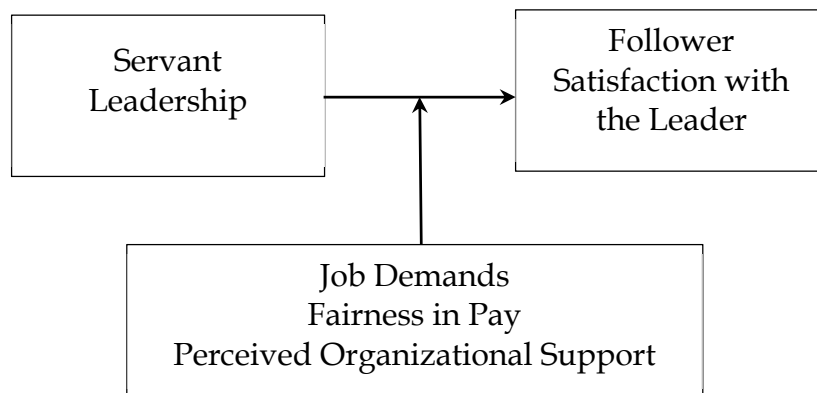 Servant
Leadership
Follower
Satisfaction with
the Leader
Job Demands
Fairness in Pay
Perceived Organizational Support